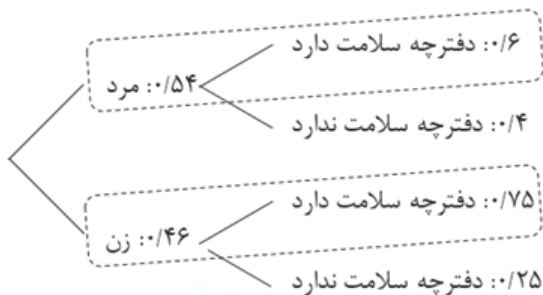 ۰/۶: دفترچه سلامت دارد
۰/۵۴: مرد
۰/۴: دفترچه سلامت ندارد
۰/۷۵: دفترچه سلامت دارد
۰/۴۶: زن
۰/۲۵: دفترچه سلامت ندارد